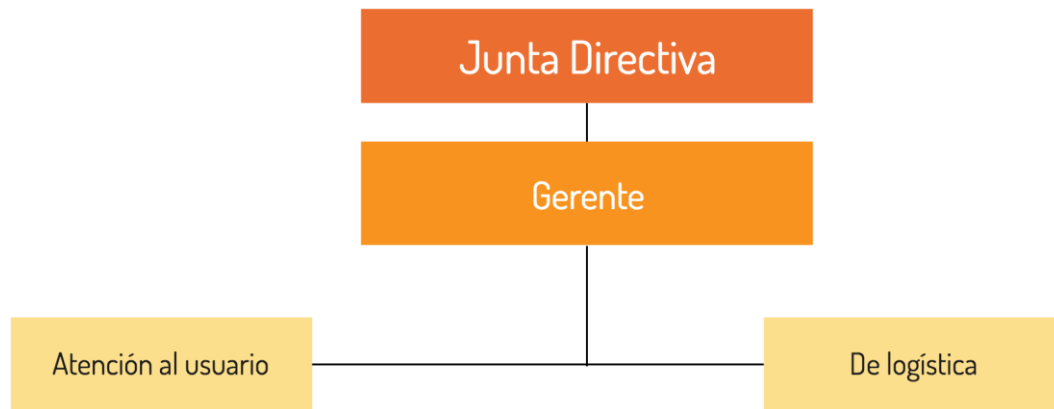 Junta Directiva
Gerente
Atención al usuario
De logística